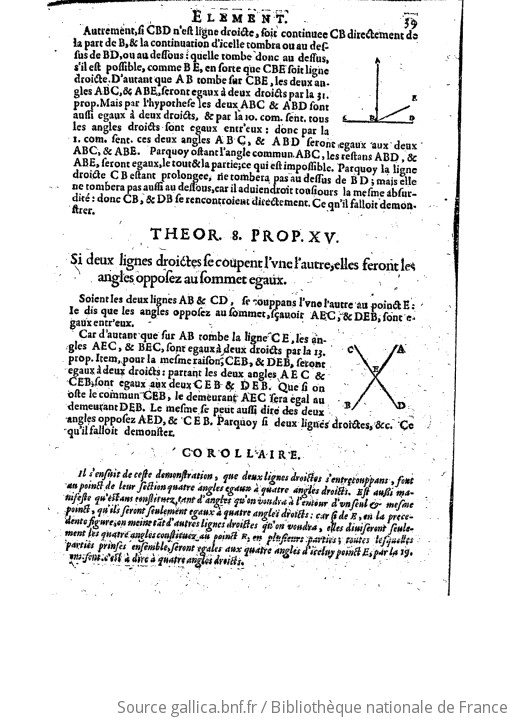 ELEMENT. 39
Autrement, si CBD n'est ligne droicte, soit continuee CB directement de
la part de B, & la continuation d'icelle tombra ou au des-
sus de BD, ou au dessous: quelle tombe donc au dessus,
s'il est possible, comme BE, en sorte que CBE soit ligne
droicte. D'autant que AB tombe sur CBE, les deux an-
gles ABC, & ABE, seront egaux à deux droicts par la 31.
prop. Mais par l'hypothese les deux ABC & ABD sont
aussi egaux à deux droicts, & par la 10. com. sent. tous
les angles droicts sont egaux entr'eux: donc par la
1. com. sent. ces deux angles ABC, & ABD seront egaux aux deux
ABC, & ABE. Parquoy ostant l'angle commun ABC, les restans ABD, &
ABE, seront egaux, le tout & la partie; ce qui est impossible. Parquoy la ligne
droicte CB estant prolongee, ne tombera pas au dessus de BD; mais elle
ne tombera pas aussi au dessous, car il aduiendroit tousiours la mesme absur-
dité: donc CB, & DB se rencontroient directement. Ce qu'il falloit demon-
strer.
A
E
C B D
THEOR. 8. PROP. XV.
Si deux lignes droictes se coupent l'vne l'autre, elles feront les
angles opposez au sommet egaux.
Soient les deux lignes AB & CD, se couppans l'vne l'autre au poinct E:
Ie dis que les angles opposez au sommet, sçauoit AEC, & DEB, sont e-
gaux entr'eux.
Car d'autant que sur AB tombe la ligne CE, les an-
gles AEC, & BEC, sont egaux à deux droicts par la 13.
prop. Item, pour la mesme raison, CEB, & DEB, seront
egaux à deux droicts: partant les deux angles AEC &
CEB, sont egaux aux deux CEB & DEB. Que si on
oste le commun CEB, le demeurant AEC sera egal au
demeurant DEB. Le mesme se peut aussi dire des deux
angles opposez AED, & CEB. Parquoy si deux lignes droictes, &c. Ce
qu'il falloit demonster.
C A
E
B D
COROLLAIRE.
Il s'ensuit de ceste demonstration, que deux lignes droictes s'entrecouppans, font
au poinct de leur section quatre angles egaux à quatre angles droicts. Est aussi ma-
nifeste qu'estans constituez, tant d'angles qu'on voudra à l'entour d'vn seul & mesme
poinct, qu'ils seront seulement egaux à quatre angles droicts: car si de E, en la prece-
dente figure, on meine tāt d'autres lignes droictes qu'on voudra, elles diuiseront seule-
ment les quatre angles constituez au poinct E, en plusieurs parties; toutes lesquelles
parties prinses ensemble, seront egales aux quatre angles d'iceluy poinct E, par la 19.
com. sent. c'est à dire à quatre angles droicts.
Source gallica.bnf.fr / Bibliothèque nationale de France